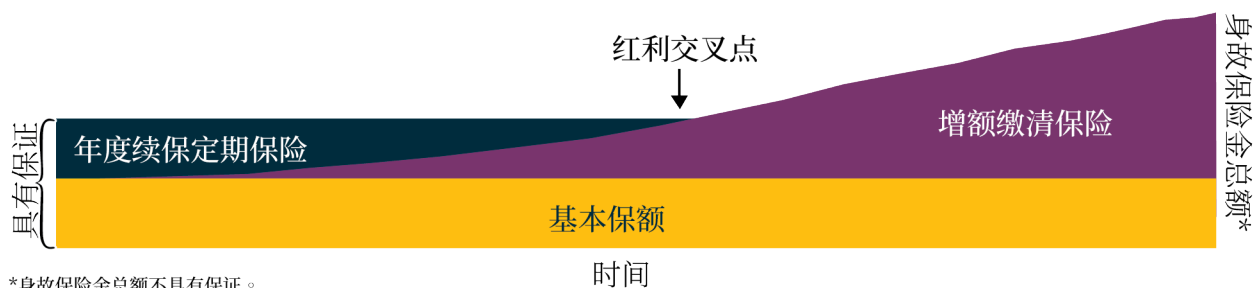 红利交叉点
年度续保定期保险
增额缴清保险
具有保证
身故保险金总额*
基本保额
时间
*身故保险金总额不具有保证。